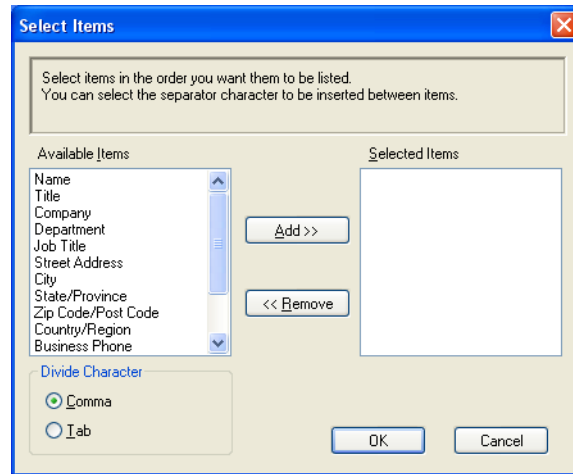 Select Items
Select items in the order you want them to be listed.
You can select the separator character to be inserted between items.
Available Items
Selected Items
Name
Title
Company
Department
Job Title
Street Address
City
State/Province
Zip Code/Post Code
Country/Region
Business Phone
Add >>
<< Remove
Divide Character
Comma
Tab
OK
Cancel